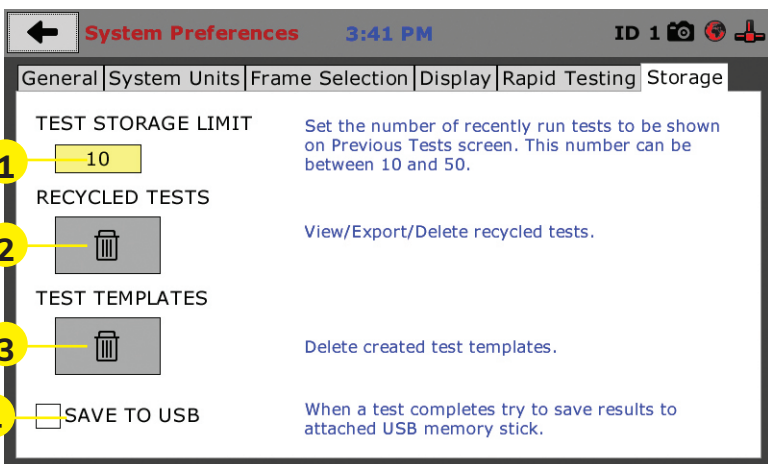 System Preferences 3:41 PM ID 1
General System Units Frame Selection Display Rapid Testing Storage
TEST STORAGE LIMIT
Set the number of recently run tests to be shown
on Previous Tests screen. This number can be
between 10 and 50.
1
10
RECYCLED TESTS
2
View/Export/Delete recycled tests.
TEST TEMPLATES
3
Delete created test templates.
SAVE TO USB
When a test completes try to save results to
attached USB memory stick.